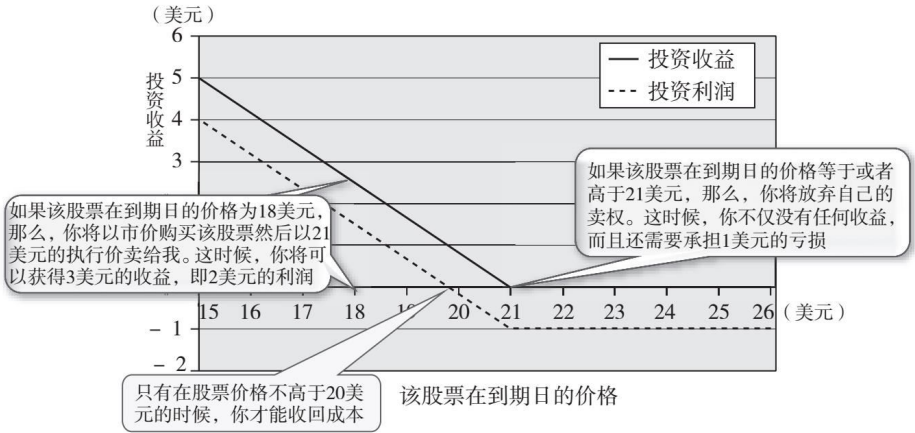 （美元）
6
5
4
3
投资收益
投资收益
投资利润
如果该股票在到期日的价格为18美元，
那么，你将以市价购买该股票然后以21
美元的执行价卖给我。这时候，你将可
以获得3美元的收益，即2美元的利润
如果该股票在到期日的价格等于或者
高于21美元，那么，你将放弃自己的
卖权。这时候，你不仅没有任何收益，
而且还需要承担1美元的亏损
15 16 17 18 19 20 21 22 23 24 25 26（美元）
－1
－2
只有在股票价格不高于20美
元的时候，你才能收回成本
该股票在到期日的价格